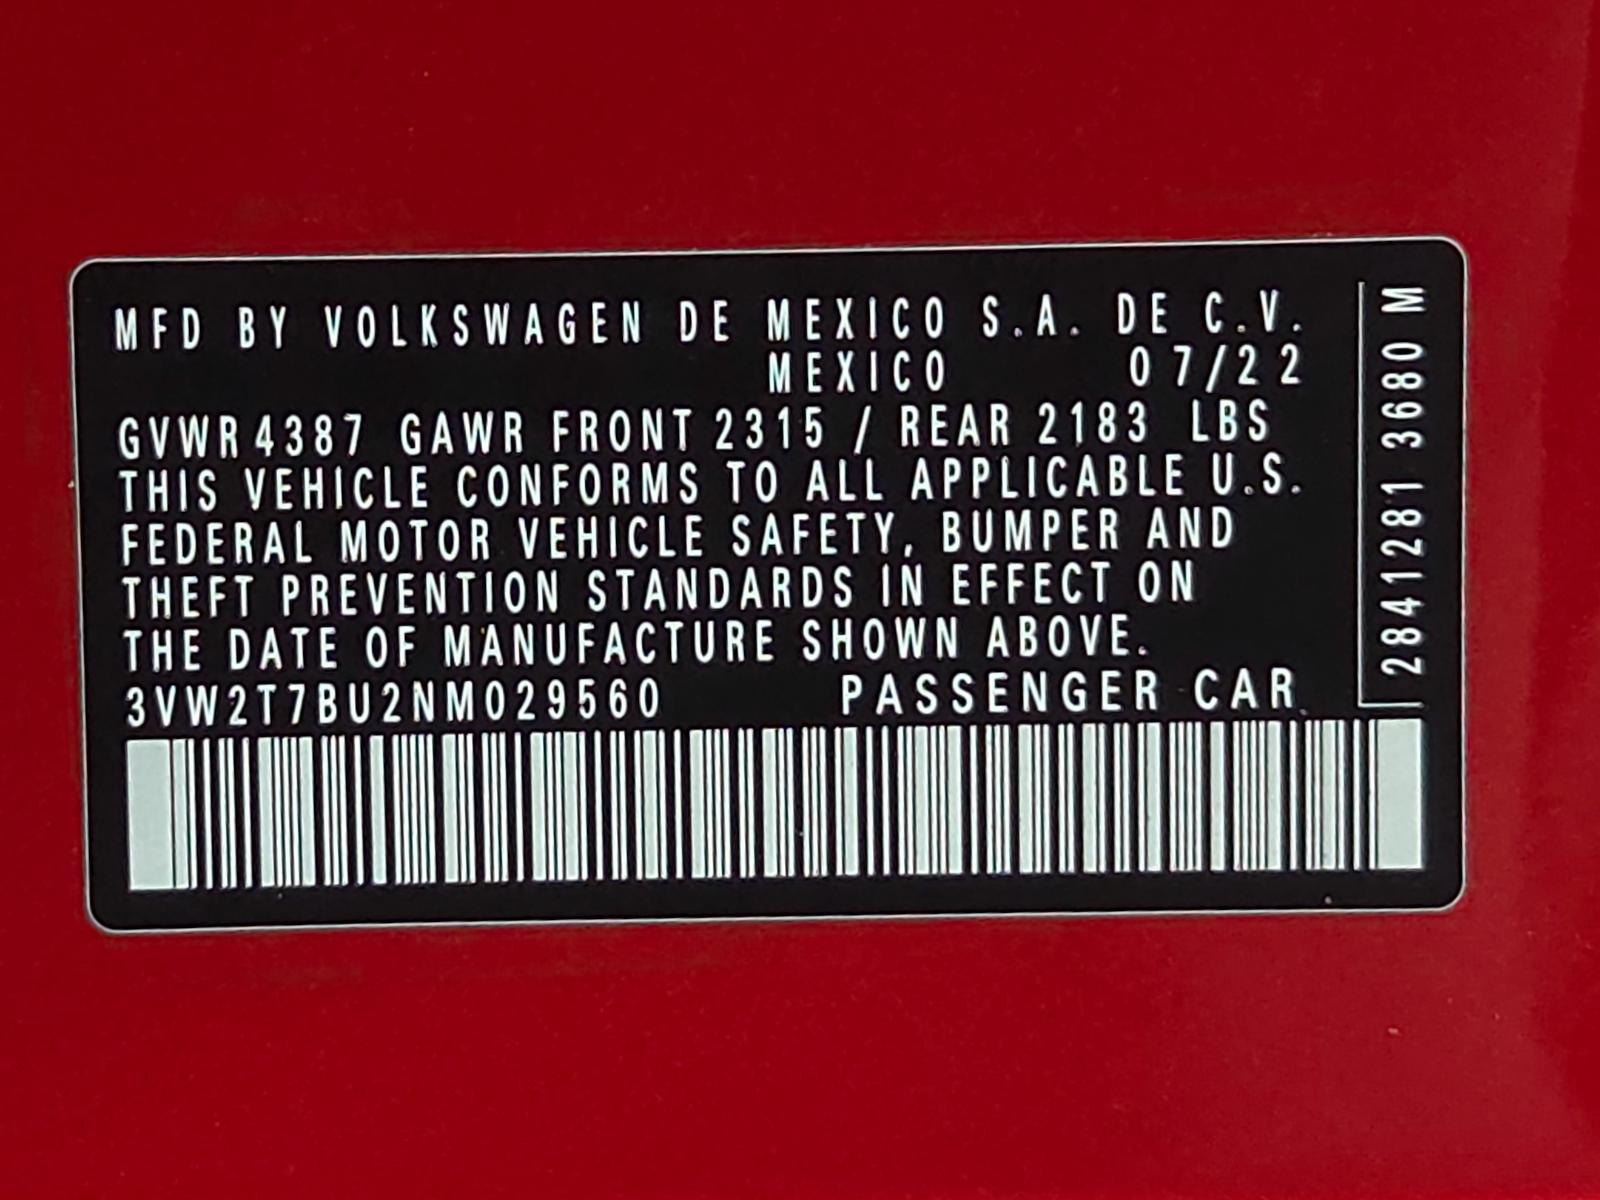 MFD BY VOLKSWAGEN DE MEXICO S.A. DE C.V.
MEXICO 07/22
GVWR 4387 GAWR FRONT 2315 / REAR 2183 LBS
THIS VEHICLE CONFORMS TO ALL APPLICABLE U.S.
FEDERAL MOTOR VEHICLE SAFETY, BUMPER AND
THEFT PREVENTION STANDARDS IN EFFECT ON
THE DATE OF MANUFACTURE SHOWN ABOVE.
3VW2T7BU2NM029560 PASSENGER CAR
2841281 3680 M